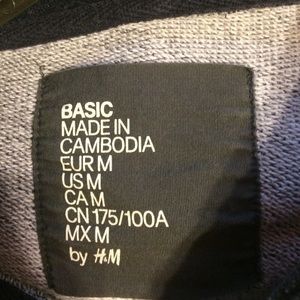 BASIC
MADE IN
CAMBODIA
EUR M
US M
CA M
CN 175/100A
MX M
by H&M